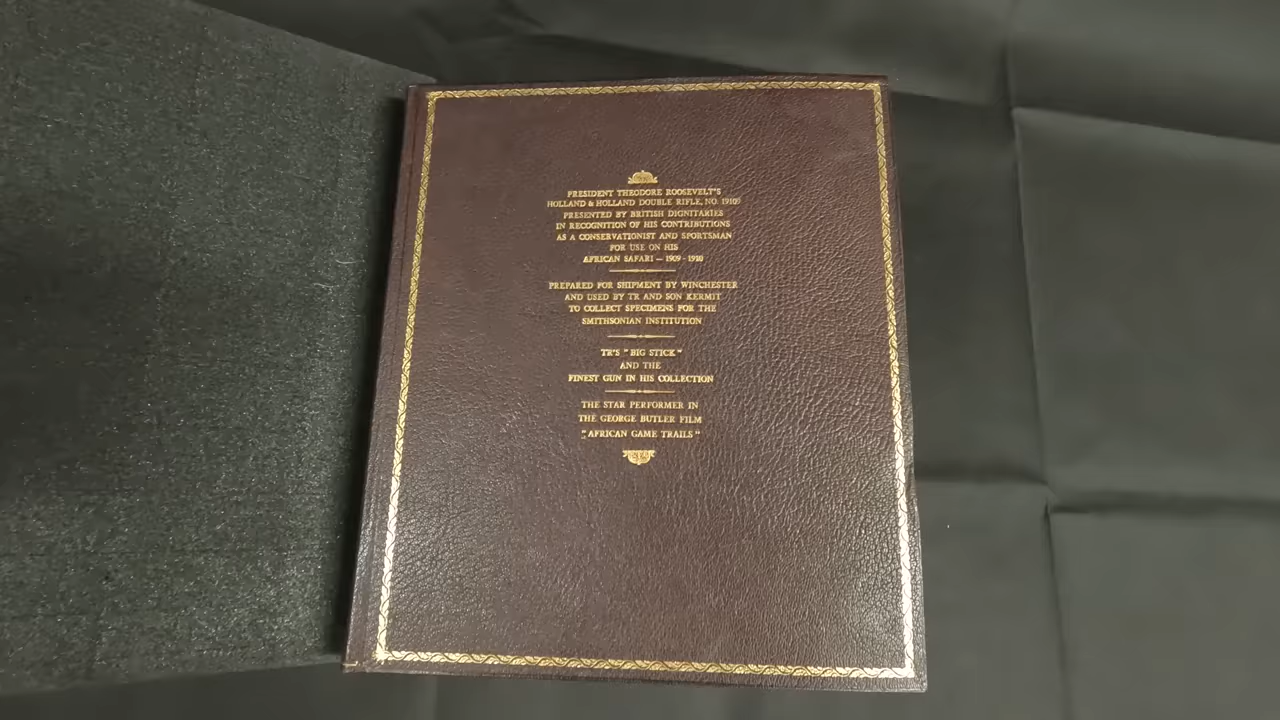 PRESIDENT THEODORE ROOSEVELT'S
HOLLAND & HOLLAND DOUBLE RIFLE, NO. 19109
PRESENTED BY BRITISH DIGNITARIES
IN RECOGNITION OF HIS CONTRIBUTIONS
AS A CONSERVATIONIST AND SPORTSMAN
FOR USE ON HIS
AFRICAN SAFARI – 1909 - 1910
PREPARED FOR SHIPMENT BY WINCHESTER
AND USED BY TR AND SON KERMIT
TO COLLECT SPECIMENS FOR THE
SMITHSONIAN INSTITUTION
TR'S "BIG STICK"
AND THE
FINEST GUN IN HIS COLLECTION
THE STAR PERFORMER IN
THE GEORGE BUTLER FILM
"AFRICAN GAME TRAILS"